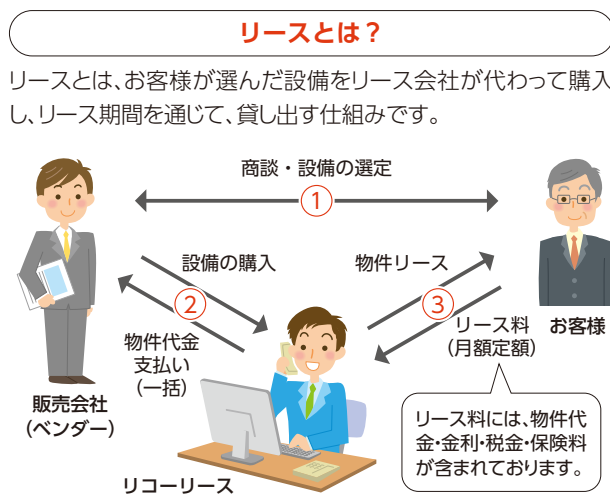 リースとは？
リースとは、お客様が選んだ設備をリース会社が代わって購入
し、リース期間を通じて、貸し出す仕組みです。
商談・設備の選定
①
設備の購入
物件リース
②
③
物件代金
支払い
（一括）
リース料
（月額定額）
お客様
販売会社
（ベンダー）
リース料には、物件代
金・金利・税金・保険料
が含まれております。
リコーリース